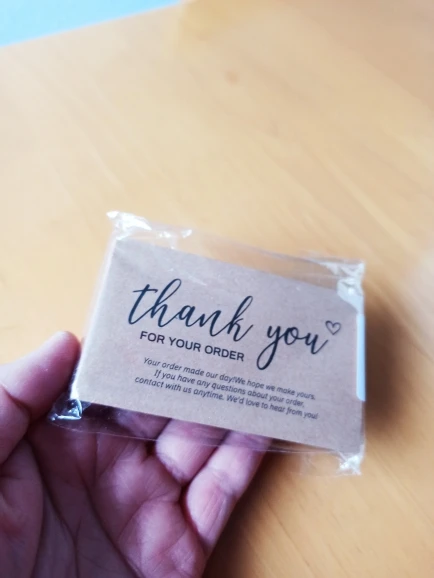 thank you
FOR YOUR ORDER
Your order made our day!We hope we make yours.
If you have any questions about your order,
contact with us anytime. We'd love to hear from you!